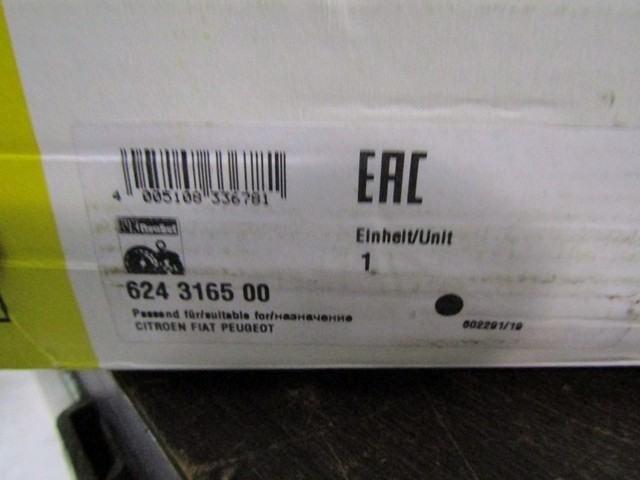 EAC
4 005108 336781
Einheit/Unit
1
624 3165 00
Passend für/suitable for/назначение
CITROEN FIAT PEUGEOT
602291/19